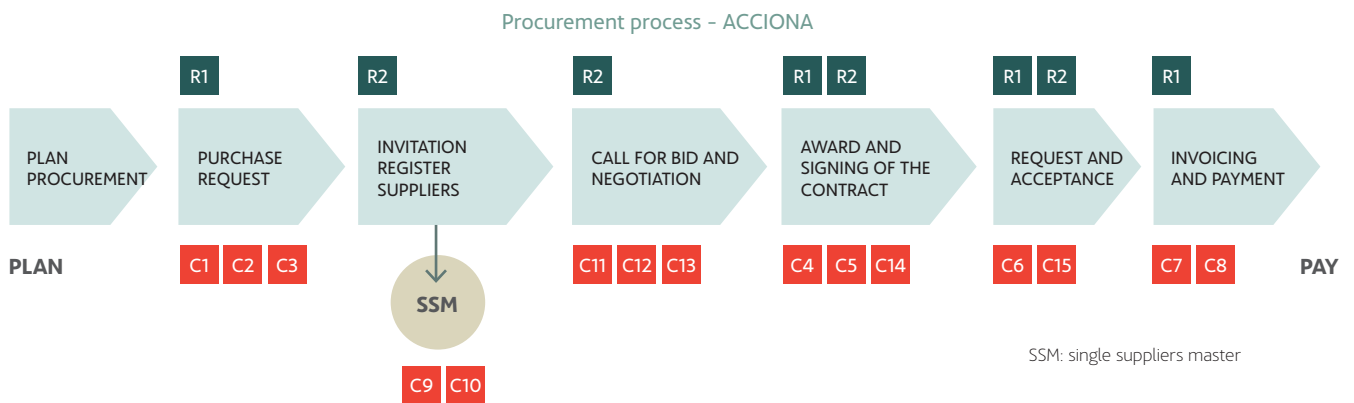 Procurement process – ACCIONA
R1
R2
R2
R1 R2
R1 R2
R1
PLAN
PROCUREMENT
PURCHASE
REQUEST
INVITATION
REGISTER
SUPPLIERS
CALL FOR BID AND
NEGOTIATION
AWARD AND
SIGNING OF THE
CONTRACT
REQUEST AND
ACCEPTANCE
INVOICING
AND PAYMENT
PLAN
C1 C2 C3
SSM
C9 C10
C11 C12 C13
C4 C5 C14
C6 C15
C7 C8
PAY
SSM: single suppliers master